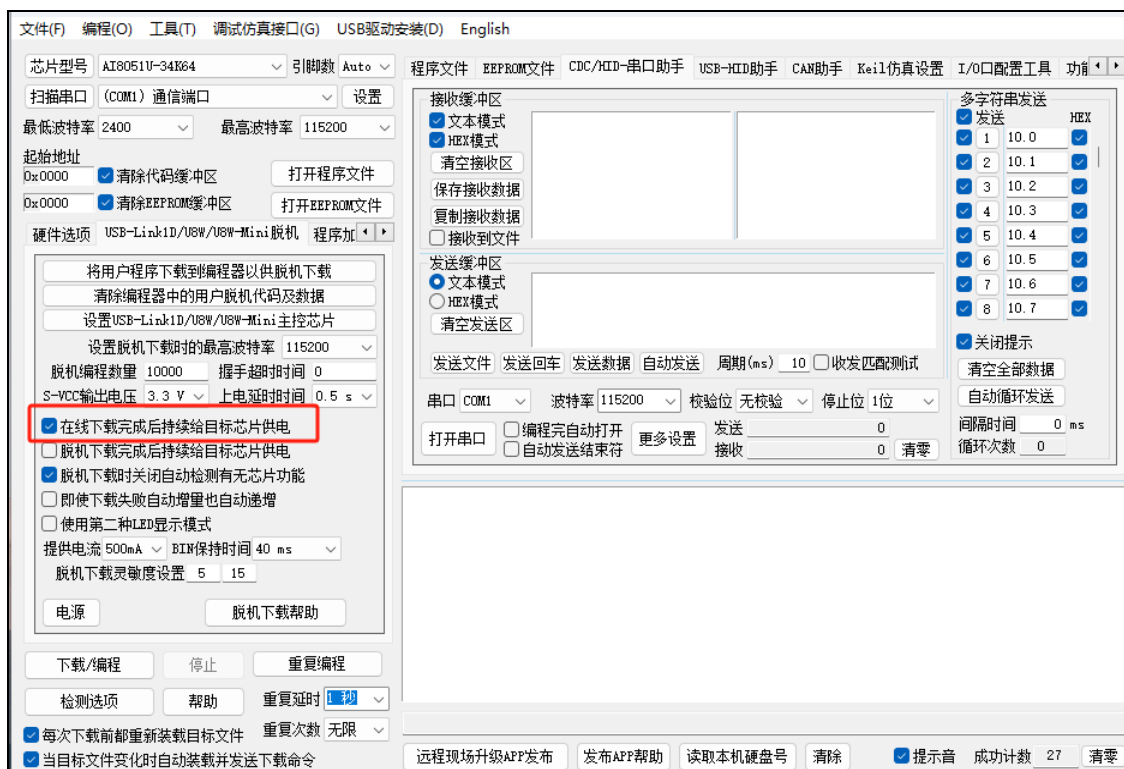 文件(F) 编程(O) 工具(T) 调试仿真接口(G) USB驱动安装(D) English
芯片型号 AI8051U-34K64 引脚数 Auto
扫描串口 (COM1) 通信端口 设置
最低波特率 2400 最高波特率 115200
起始地址
0x0000 清除代码缓冲区 打开程序文件
0x0000 清除EEPROM缓冲区 打开EEPROM文件
硬件选项 USB-Link1D/U8W/U8W-Mini脱机 程序加
将用户程序下载到编程器以供脱机下载
清除编程器中的用户脱机代码及数据
设置USB-Link1D/U8W/U8W-Mini主控芯片
设置脱机下载时的最高波特率 115200
脱机编程数量 10000 握手超时时间 0
S-VCC输出电压 3.3 V 上电延时时间 0.5 s
在线下载完成后持续给目标芯片供电
脱机下载完成后持续给目标芯片供电
脱机下载时关闭自动检测有无芯片功能
即使下载失败自动增量也自动递增
使用第二种LED显示模式
提供电流 500mA BIN保持时间 40 ms
脱机下载灵敏度设置 5 15
电源 脱机下载帮助
下载/编程 停止 重复编程
检测选项 帮助 重复延时 1 秒
每次下载前都重新装载目标文件 重复次数 无限
当目标文件变化时自动装载并发送下载命令
程序文件 EEPROM文件 CDC/HID-串口助手 USB-HID助手 CAN助手 Keil仿真设置 I/O口配置工具 功能
接收缓冲区
文本模式
HEX模式
清空接收区
保存接收数据
复制接收数据
接收到文件
发送缓冲区
文本模式
HEX模式
清空发送区
发送文件 发送回车 发送数据 自动发送 周期(ms) 10 收发匹配测试
串口 COM1 波特率 115200 校验位 无校验 停止位 1位
打开串口 编程完自动打开 更多设置 发送 0
自动发送结束符 接收 0 清零
多字符串发送
发送 HEX
1 10.0
2 10.1
3 10.2
4 10.3
5 10.4
6 10.5
7 10.6
8 10.7
关闭提示
清空全部数据
自动循环发送
间隔时间 0 ms
循环次数 0
远程现场升级APP发布 发布APP帮助 读取本机硬盘号 清除 提示音 成功计数 27 清零